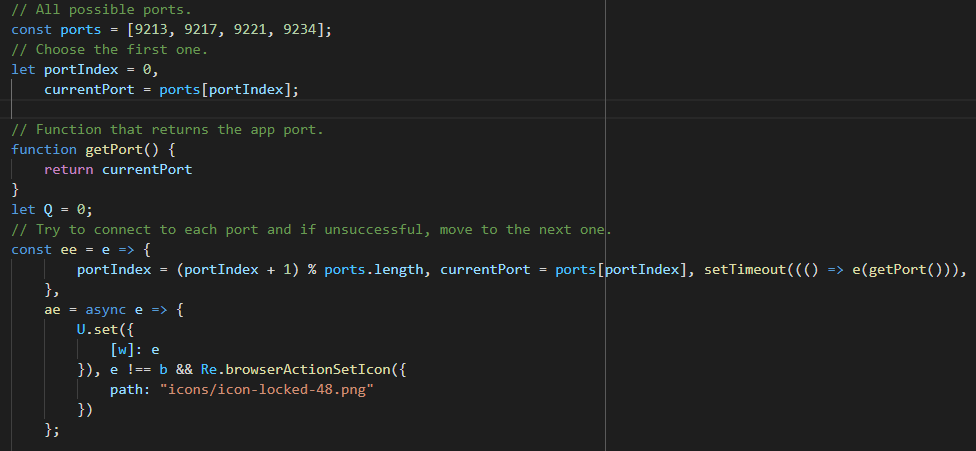 // All possible ports.
const ports = [9213, 9217, 9221, 9234];
// Choose the first one.
let portIndex = 0,
    currentPort = ports[portIndex];

// Function that returns the app port.
function getPort() {
    return currentPort
}
let Q = 0;
// Try to connect to each port and if unsuccessful, move to the next one.
const ee = e => {
        portIndex = (portIndex + 1) % ports.length, currentPort = ports[portIndex], setTimeout((() => e(getPort())),
    },
    ae = async e => {
        U.set({
            [w]: e
        }), e !== b && Re.browserActionSetIcon({
            path: "icons/icon-locked-48.png"
        })
    };